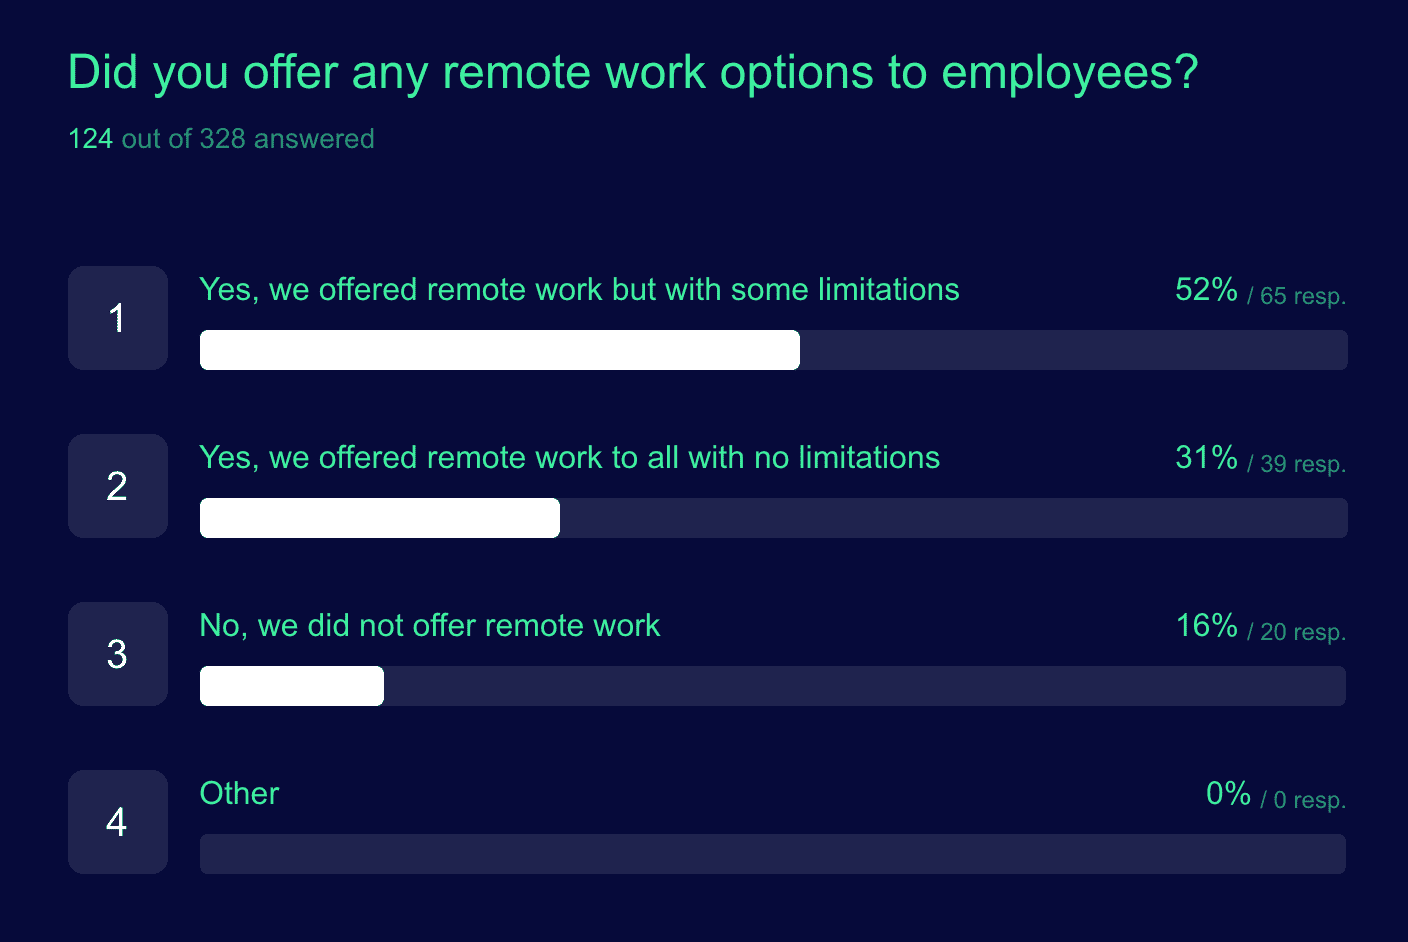 Did you offer any remote work options to employees?
124 out of 328 answered
1
Yes, we offered remote work but with some limitations
52% / 65 resp.
2
Yes, we offered remote work to all with no limitations
31% / 39 resp.
3
No, we did not offer remote work
16% / 20 resp.
4
Other
0% / 0 resp.